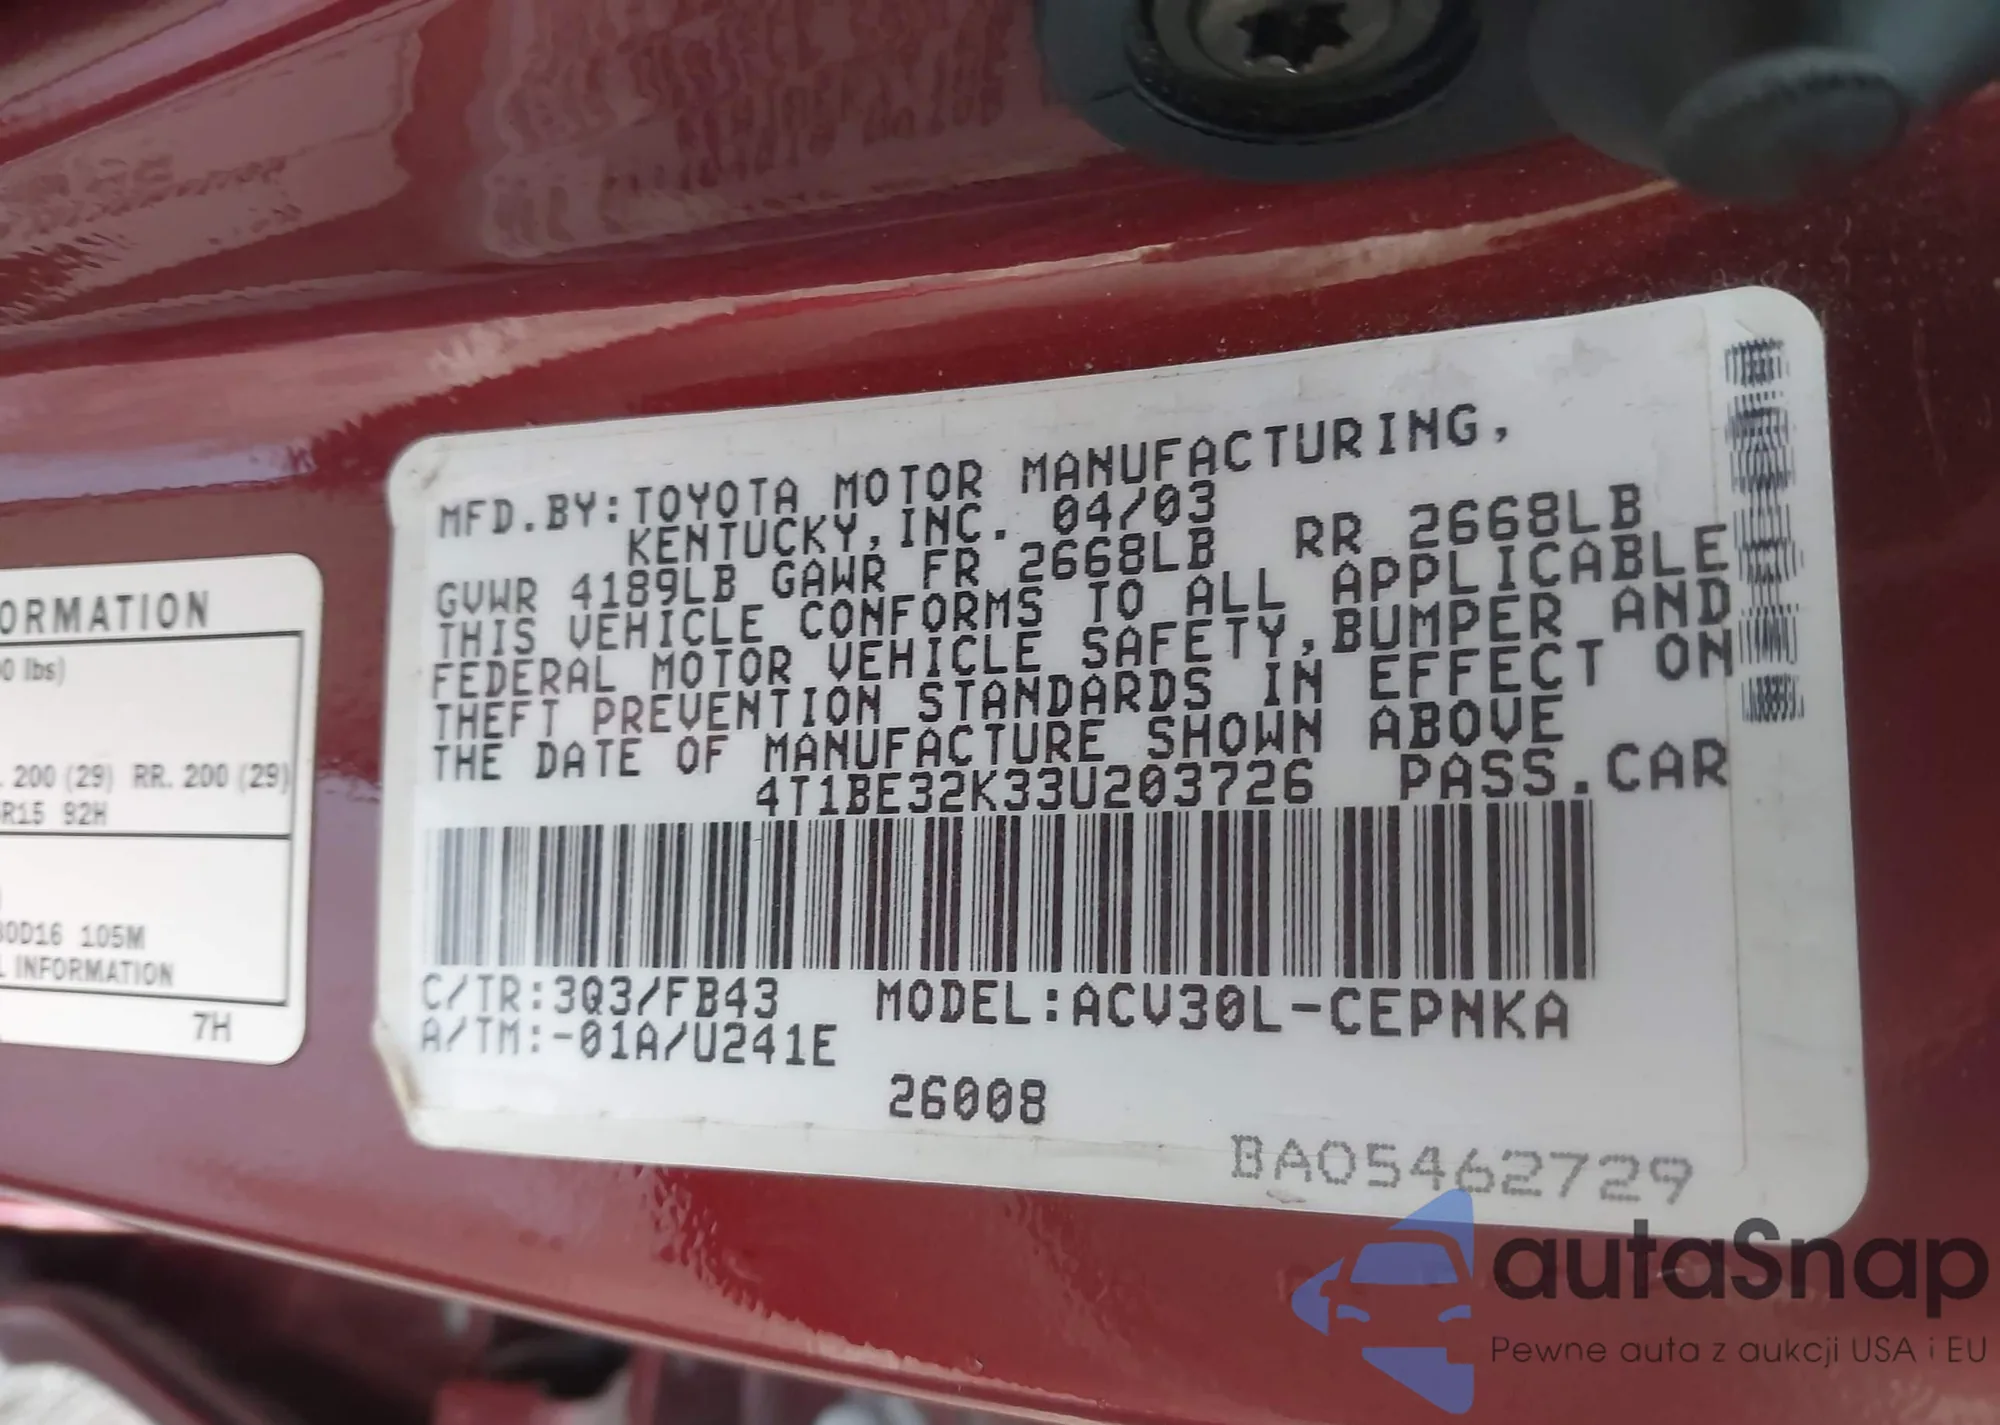 MFD.BY:TOYOTA MOTOR MANUFACTURING,
KENTUCKY,INC. 04/03
GVWR 4189LB GAWR FR 2668LB RR 2668LB
THIS VEHICLE CONFORMS TO ALL APPLICABLE
FEDERAL MOTOR VEHICLE SAFETY,BUMPER AND
THEFT PREVENTION STANDARDS IN EFFECT ON
THE DATE OF MANUFACTURE SHOWN ABOVE
4T1BE32K33U203726 PASS.CAR
C/TR:3Q3/FB43 MODEL:ACV30L-CEPNKA
A/TM:-01A/U241E
26008
BA05462729
ORMATION
0 lbs)
. 200 (29) RR. 200 (29)
R15 92H
0D16 105M
L INFORMATION
7H
autaSnap
Pewne auta z aukcji USA i EU